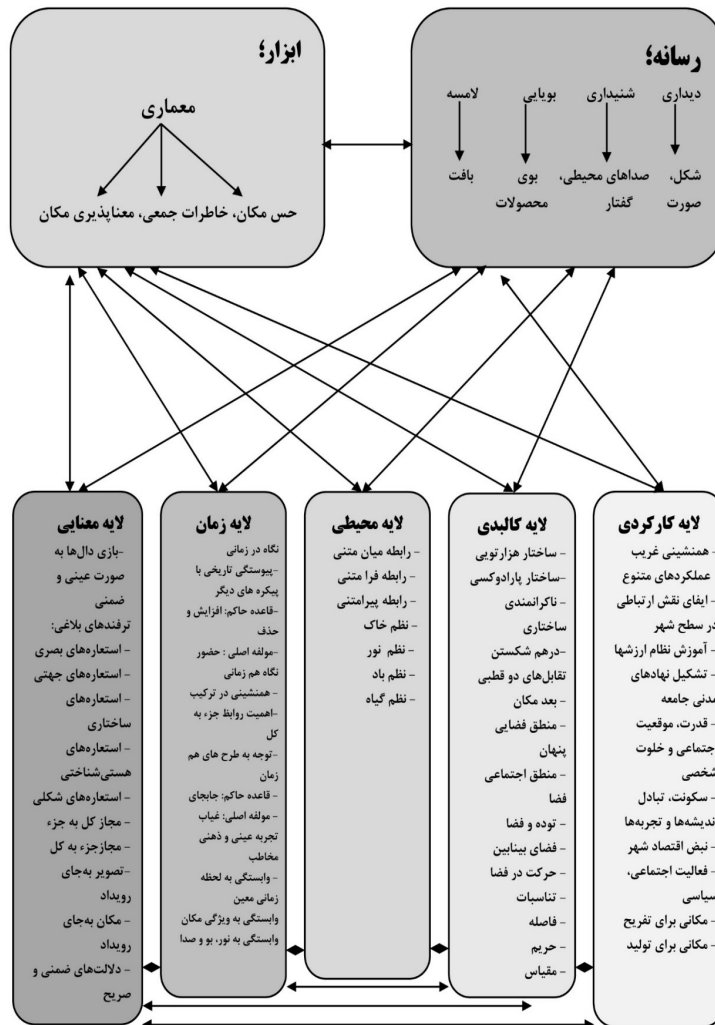 رسانه؛
دیداری
شنیداری
بویایی
لامسه
شکل،
صورت
صداهای محیطی،
گفتار
بوی
محصولات
بافت
ابزار؛
معماری
حس مکان، خاطرات جمعی، معناپذیری مکان
لایه کارکردی
- همنشینی غریب
عملکردهای متنوع
- ایفای نقش ارتباطی
در سطح شهر
- آموزش نظام ارزشها
- تشکیل نهادهای
مدنی جامعه
- قدرت، موقعیت
اجتماعی و خلوت
شخصی
- سکونت، تبادل
اندیشه‌ها و تجربه‌ها
- نبض اقتصاد شهر
- فعالیت اجتماعی،
سیاسی
- مکانی برای تفریح
- مکانی برای تولید
لایه کالبدی
- ساختار هزارتویی
-ساختار پارادوکسی
- ناکرانمندی
ساختاری
-درهم شکستن
تقابل‌های دو قطبی
- بعد مکان
- منطق فضایی
پنهان
- منطق اجتماعی
فضا
- توده و فضا
- فضای بینابین
- حرکت در فضا
- تناسبات
- فاصله
- حریم
- مقیاس
لایه محیطی
- رابطه میان متنی
- رابطه فرا متنی
- رابطه پیرامتنی
- نظم خاک
- نظم نور
- نظم باد
- نظم گیاه
لایه زمان
نگاه در زمانی
-پیوستگی تاریخی با
پیکره های دیگر
-قاعده حاکم: افزایش و
حذف
-مولفه اصلی : حضور
نگاه هم زمانی
- همنشینی در ترکیب
-اهمیت روابظ جزء به
کل
-توجه به طرح های هم
زمان
- قاعده حاکم: جابجای
- مولفه اصلی: غیاب
تجربه عینی و ذهنی
مخاطب
- وابستگی به لحظه
زمانی معین
وابستگی به ویژگی مکان
وابستگی به نور، بو و صدا
لایه معنایی
-بازی دال‌ها به
صورت عینی و
ضمنی
ترفندهای بلاغی:
- استعاره‌های بصری
- استعاره‌های جهتی
- استعاره‌های
ساختاری
- استعاره‌های
هستی‌شناختی
- استعاره‌های شکلی
- مجاز کل به جزء
- مجازجزء به کل
-تصویر به‌جای
رویداد
- مکان به‌جای
رویداد
- دلالت‌های ضمنی و
صریح